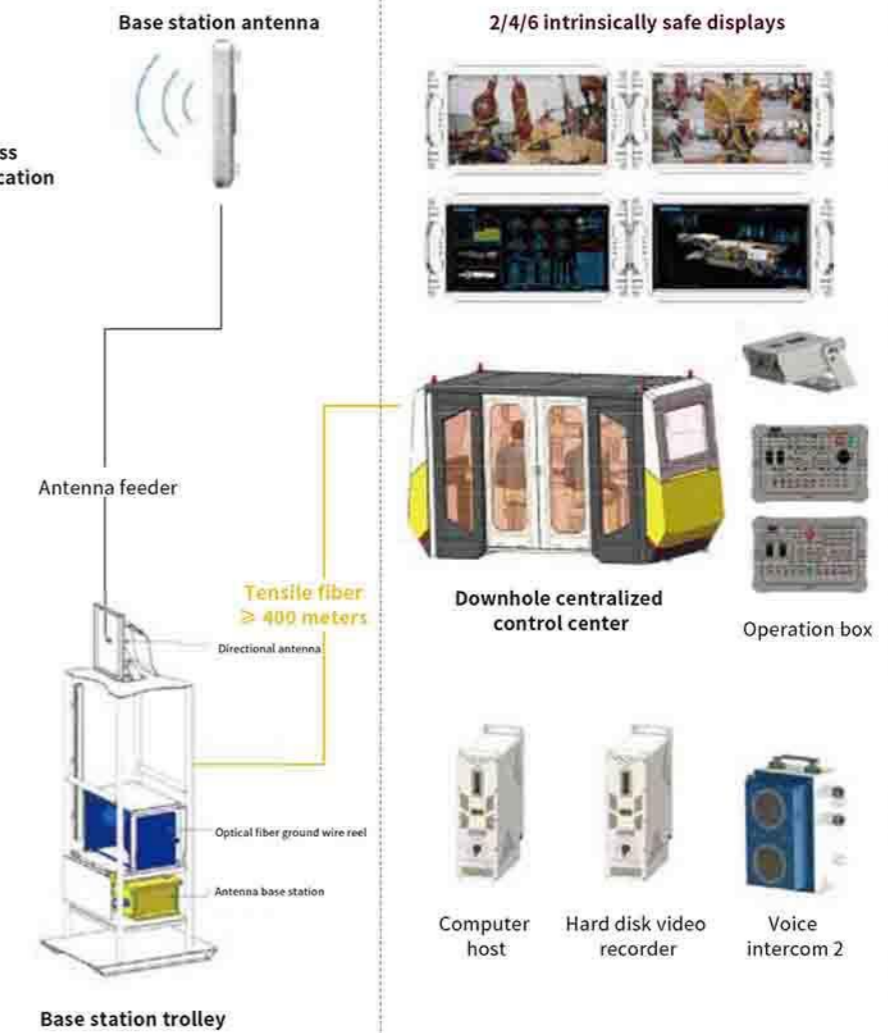 Base station antenna
2/4/6 intrinsically safe displays
Antenna feeder
Tensile fiber
≥ 400 meters
Directional antenna
Downhole centralized
control center
Operation box
Optical fiber ground wire reel
Antenna base station
Computer
host
Hard disk video
recorder
Voice
intercom 2
Base station trolley